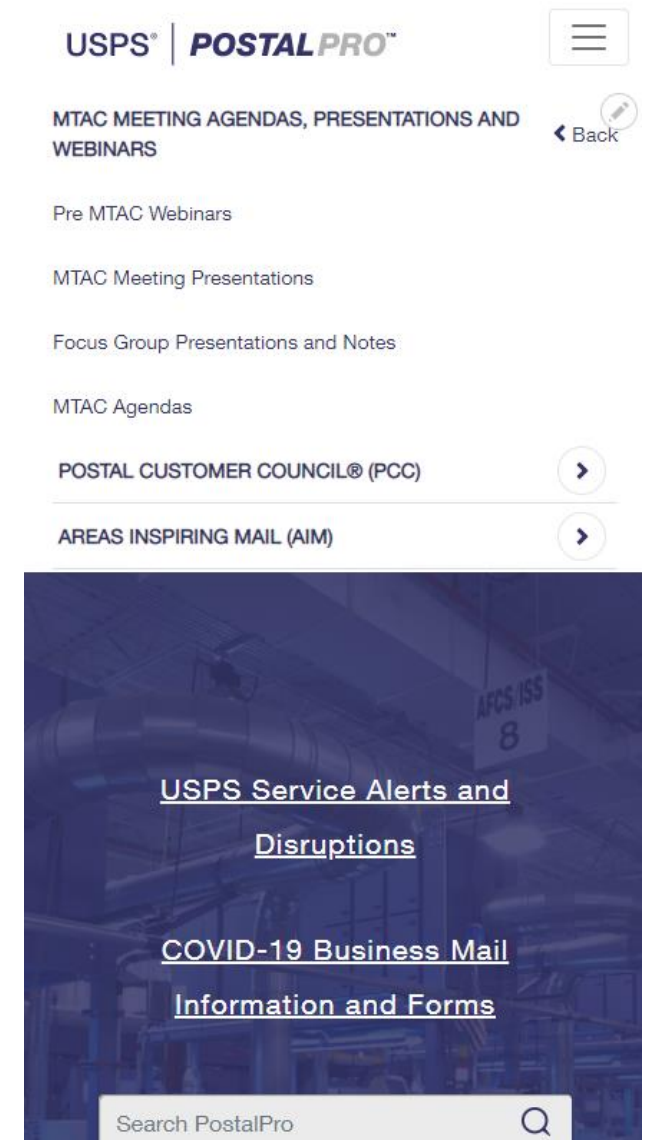 USPS® | POSTALPRO™
MTAC MEETING AGENDAS, PRESENTATIONS AND
WEBINARS
Back
Pre MTAC Webinars
MTAC Meeting Presentations
Focus Group Presentations and Notes
MTAC Agendas
POSTAL CUSTOMER COUNCIL® (PCC)
AREAS INSPIRING MAIL (AIM)
AFCS/ISS
8
USPS Service Alerts and
Disruptions
COVID-19 Business Mail
Information and Forms
Search PostalPro